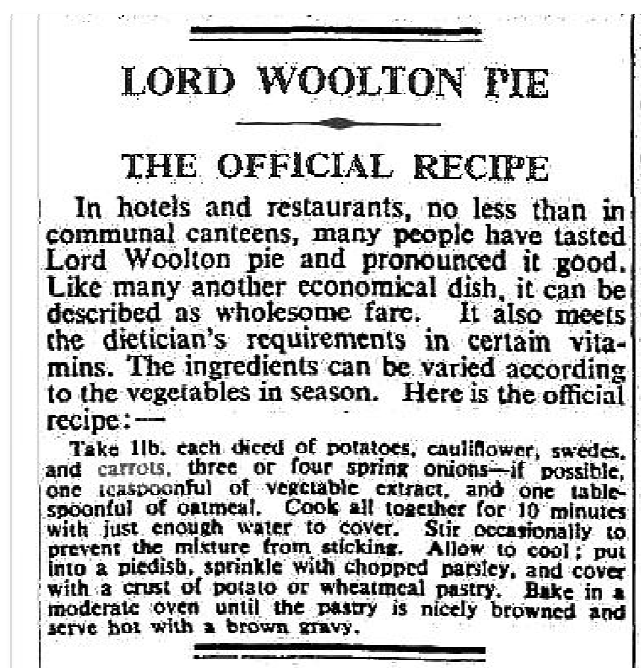 LORD WOOLTON PIE
THE OFFICIAL RECIPE
In hotels and restaurants, no less than in
communal canteens, many people have tasted
Lord Woolton pie and pronounced it good.
Like many another economical dish, it can be
described as wholesome fare. It also meets
the dietician's requirements in certain vita-
mins. The ingredients can be varied according
to the vegetables in season. Here is the official
recipe:—
Take 1lb. each diced of potatoes, cauliflower, swedes,
and carrots, three or four spring onions—if possible,
one teaspoonful of vegetable extract, and one table-
spoonful of oatmeal. Cook all together for 10 minutes
with just enough water to cover. Stir occasionally to
prevent the mixture from sticking. Allow to cool; put
into a piedish, sprinkle with chopped parsley, and cover
with a crust of potato or wheatmeal pastry. Bake in a
moderate oven until the pastry is nicely browned and
serve hot with a brown gravy.